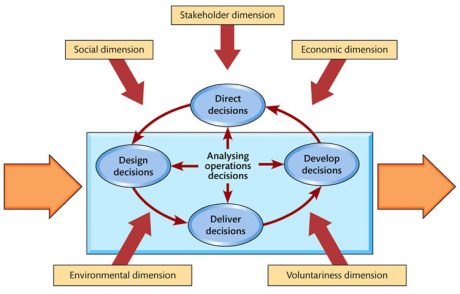 Stakeholder dimension
Social dimension
Economic dimension
Direct
decisions
Design
decisions
Analysing
operations
decisions
Develop
decisions
Deliver
decisions
Environmental dimension
Voluntariness dimension